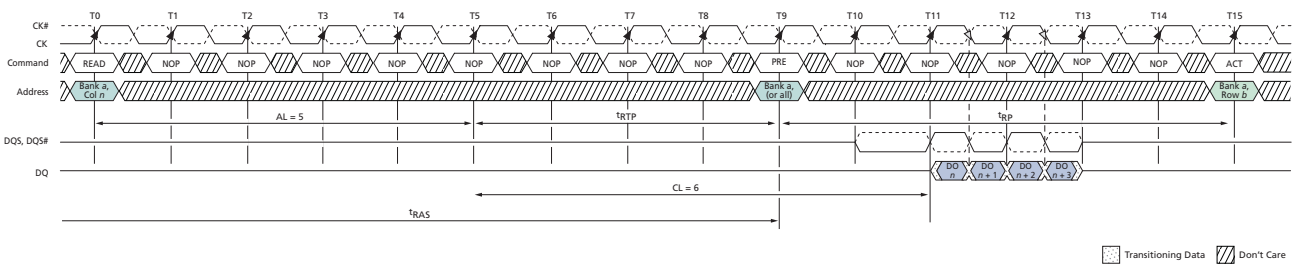 T0 T1 T2 T3 T4 T5 T6 T7 T8 T9 T10 T11 T12 T13 T14 T15
CK#
CK
Command READ NOP NOP NOP NOP NOP NOP NOP NOP PRE NOP NOP NOP NOP NOP ACT
Address Bank a, Col n Bank a, (or all) Bank a, Row b
AL = 5 tRTP tRP
DQS, DQS#
DQ DO n DO n + 1 DO n + 2 DO n + 3
CL = 6
tRAS
Transitioning Data Don't Care